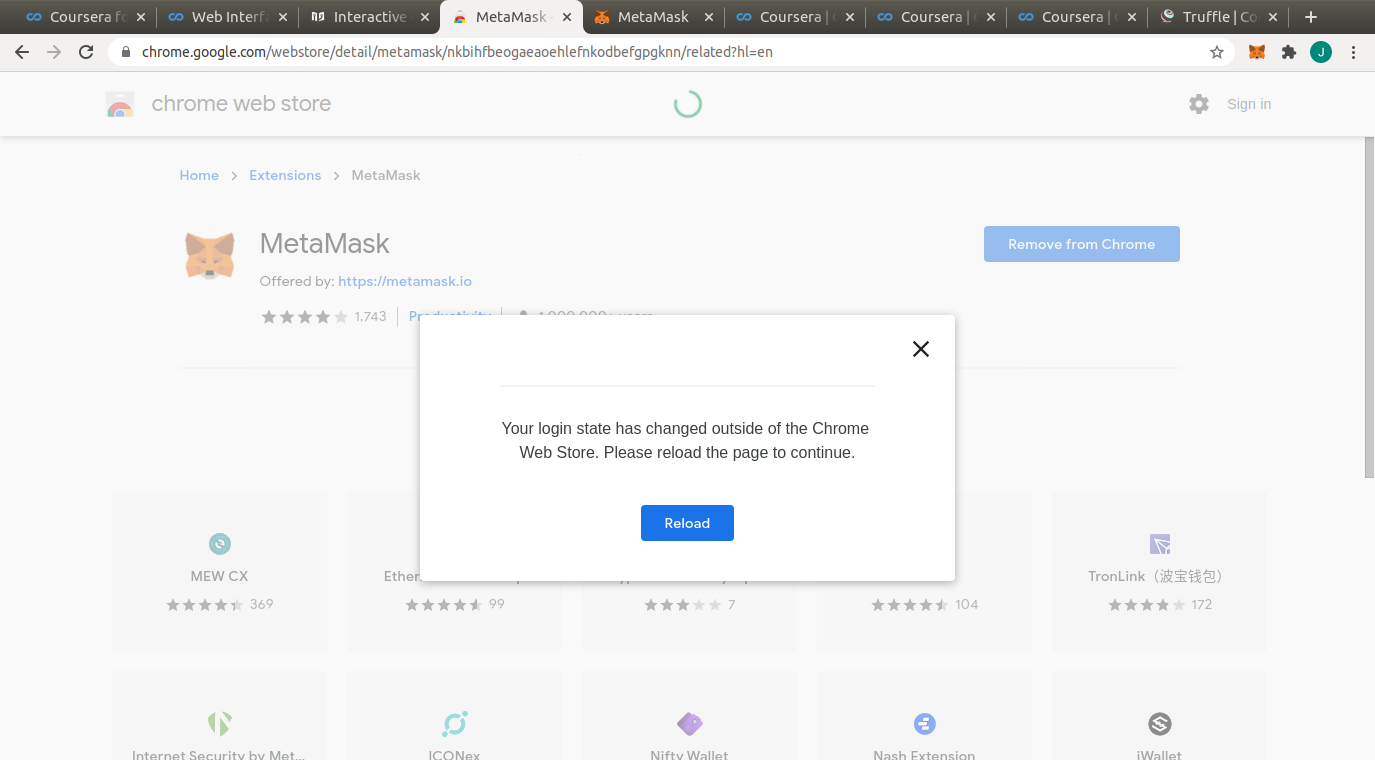 Coursera fo
Web Interfa
Interactive
MetaMask -
MetaMask
Coursera | O
Coursera | O
Coursera | O
Truffle | Co
chrome.google.com/webstore/detail/metamask/nkbihfbeogaeaoehlefnkodbefgpgknn/related?hl=en
J
chrome web store
Sign in
Home > Extensions > MetaMask
MetaMask
Remove from Chrome
Offered by: https://metamask.io
1,743
Productivity
1,000,000+ users
Your login state has changed outside of the Chrome
Web Store. Please reload the page to continue.
Reload
MEW CX
Ether
TronLink（波宝钱包）
369
99
7
104
172
Internet Security by Met...
ICONex
Nifty Wallet
Nash Extension
iWallet